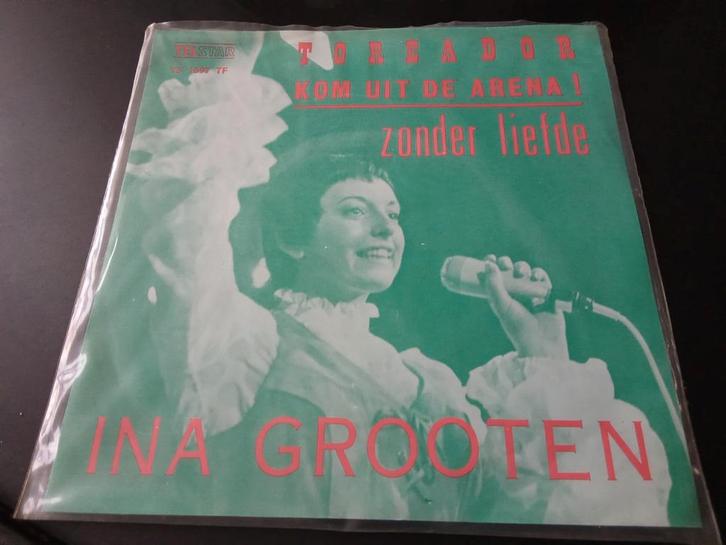 TELSTAR
TOREADOR
KOM UIT DE ARENA!
zonder liefde
INA GROOTEN